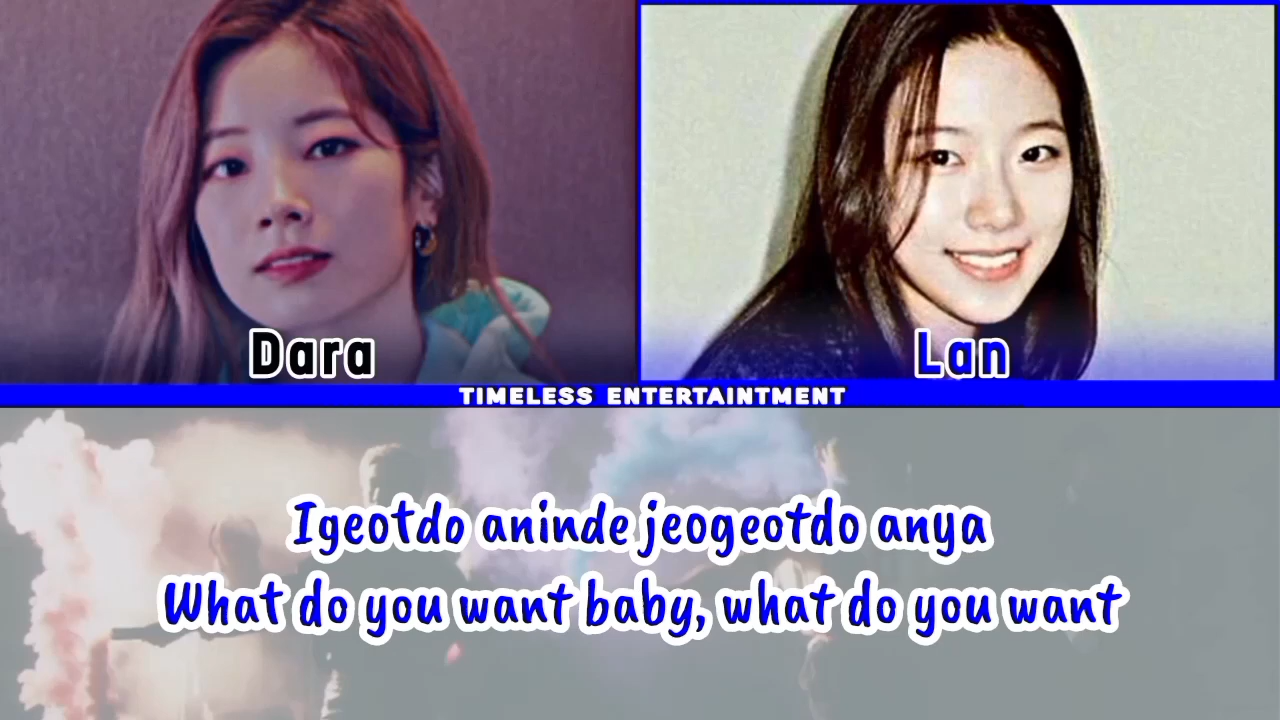 Dara
Lan
TIMELESS ENTERTAINTMENT
Igeotdo aninde jeogeotdo anya
What do you want baby, what do you want